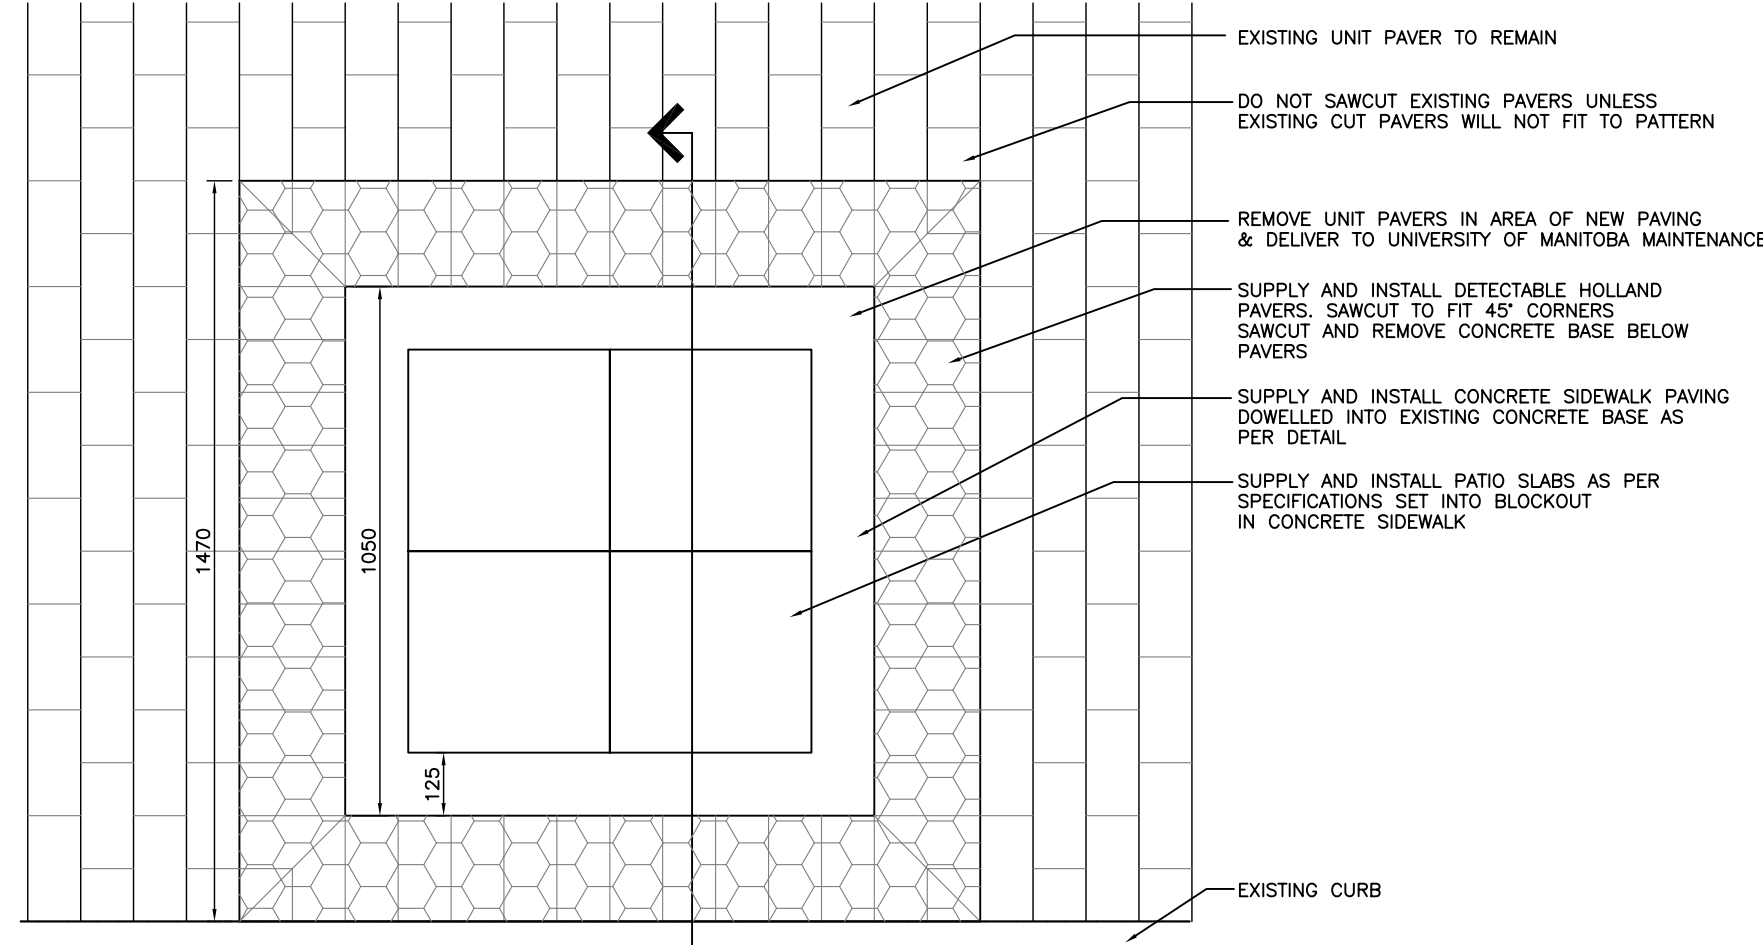 EXISTING UNIT PAVER TO REMAIN
DO NOT SAWCUT EXISTING PAVERS UNLESS
EXISTING CUT PAVERS WILL NOT FIT TO PATTERN
REMOVE UNIT PAVERS IN AREA OF NEW PAVING
& DELIVER TO UNIVERSITY OF MANITOBA MAINTENANCE
SUPPLY AND INSTALL DETECTABLE HOLLAND
PAVERS. SAWCUT TO FIT 45° CORNERS
SAWCUT AND REMOVE CONCRETE BASE BELOW
PAVERS
SUPPLY AND INSTALL CONCRETE SIDEWALK PAVING
DOWELLED INTO EXISTING CONCRETE BASE AS
PER DETAIL
SUPPLY AND INSTALL PATIO SLABS AS PER
SPECIFICATIONS SET INTO BLOCKOUT
IN CONCRETE SIDEWALK
1470
1050
125
EXISTING CURB